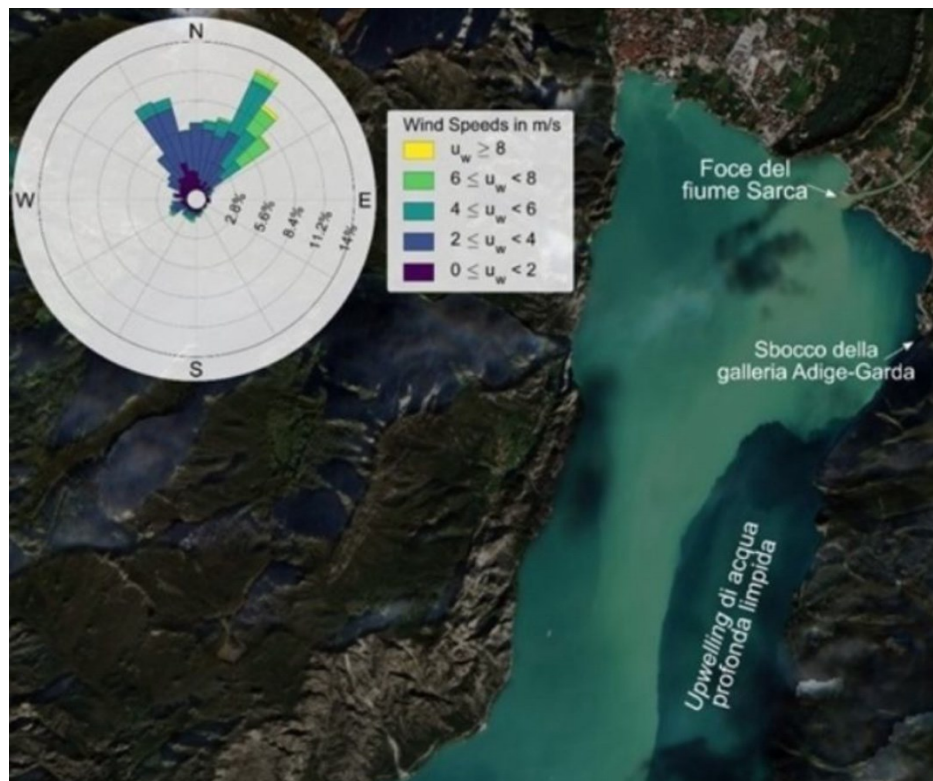 N
W
E
S
2.8%
5.6%
8.4%
11.2%
14%
Wind Speeds in m/s
u_w ≥ 8
6 ≤ u_w < 8
4 ≤ u_w < 6
2 ≤ u_w < 4
0 ≤ u_w < 2
Foce del
fiume Sarca
Sbocco della
galleria Adige-Garda
Upwelling di acqua
profonda limpida